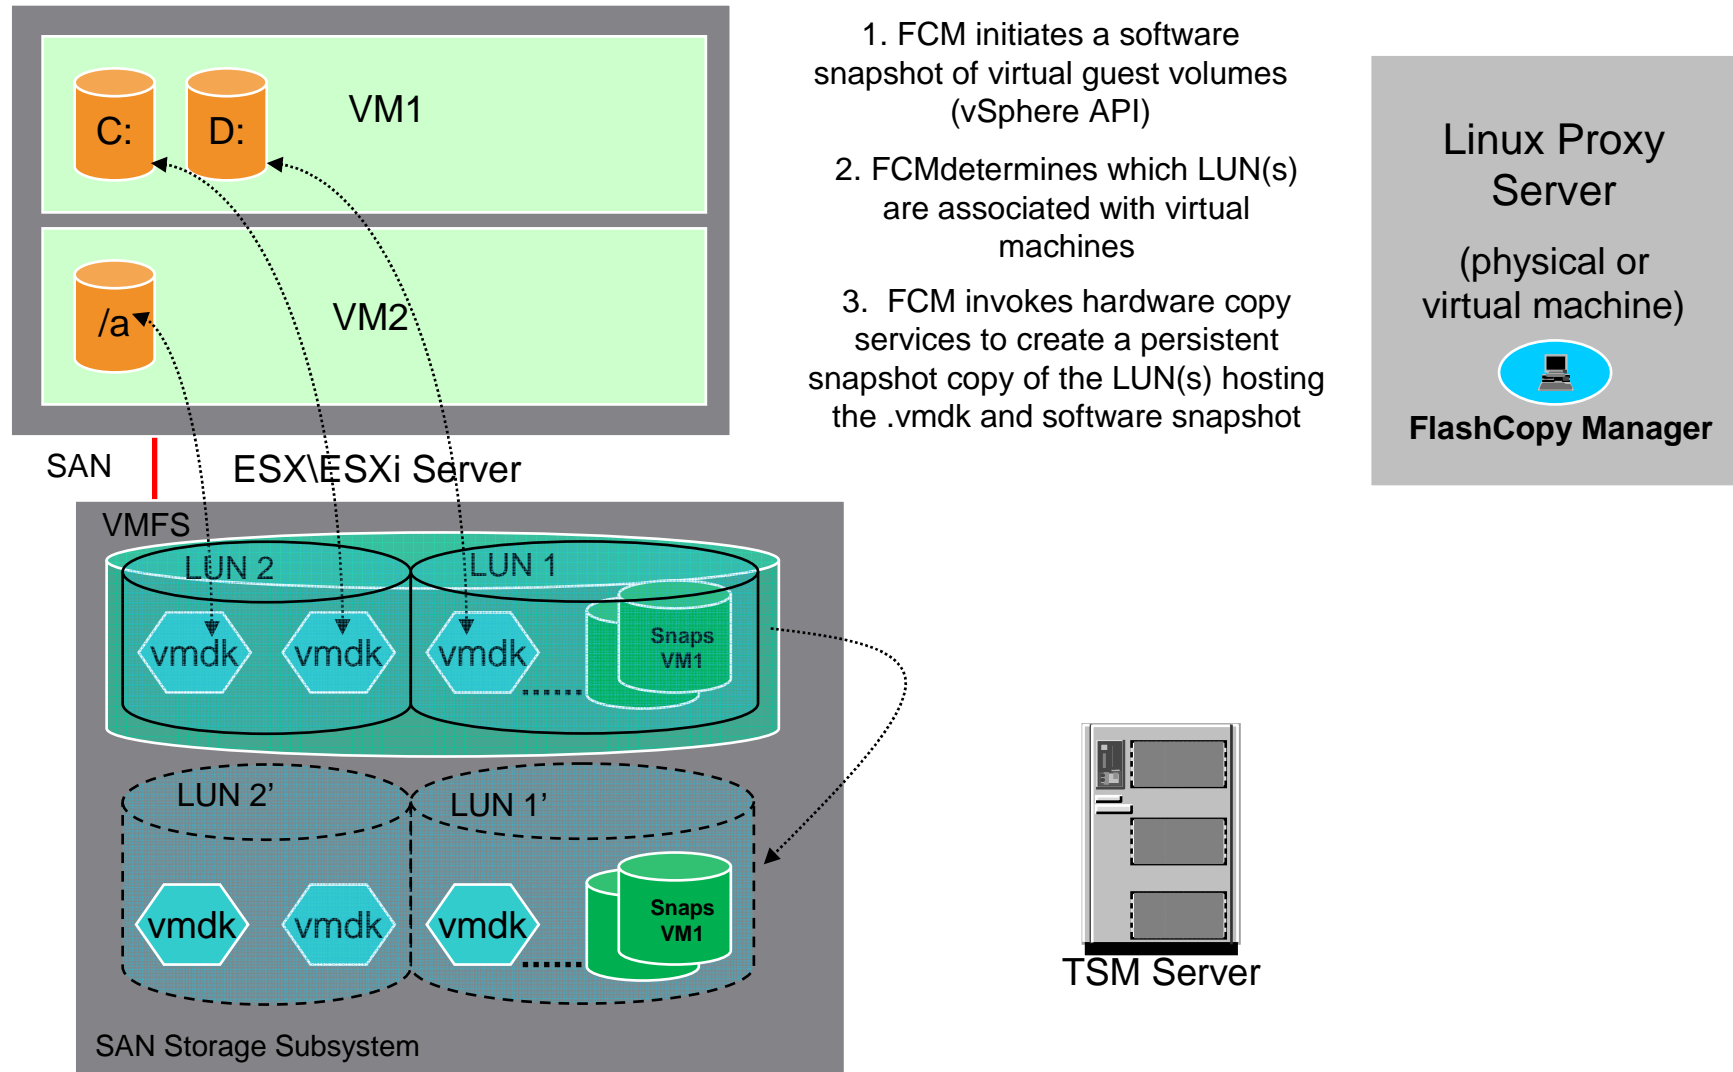 C:
D:
VM1
/a
VM2
SAN
ESX\ESXi Server
1. FCM initiates a software
snapshot of virtual guest volumes
(vSphere API)
2. FCMdetermines which LUN(s)
are associated with virtual
machines
3. FCM invokes hardware copy
services to create a persistent
snapshot copy of the LUN(s) hosting
the .vmdk and software snapshot
Linux Proxy
Server
(physical or
virtual machine)
FlashCopy Manager
VMFS
LUN 2
LUN 1
vmdk
vmdk
vmdk
Snaps
VM1
LUN 2’
LUN 1’
vmdk
vmdk
vmdk
Snaps
VM1
SAN Storage Subsystem
TSM Server